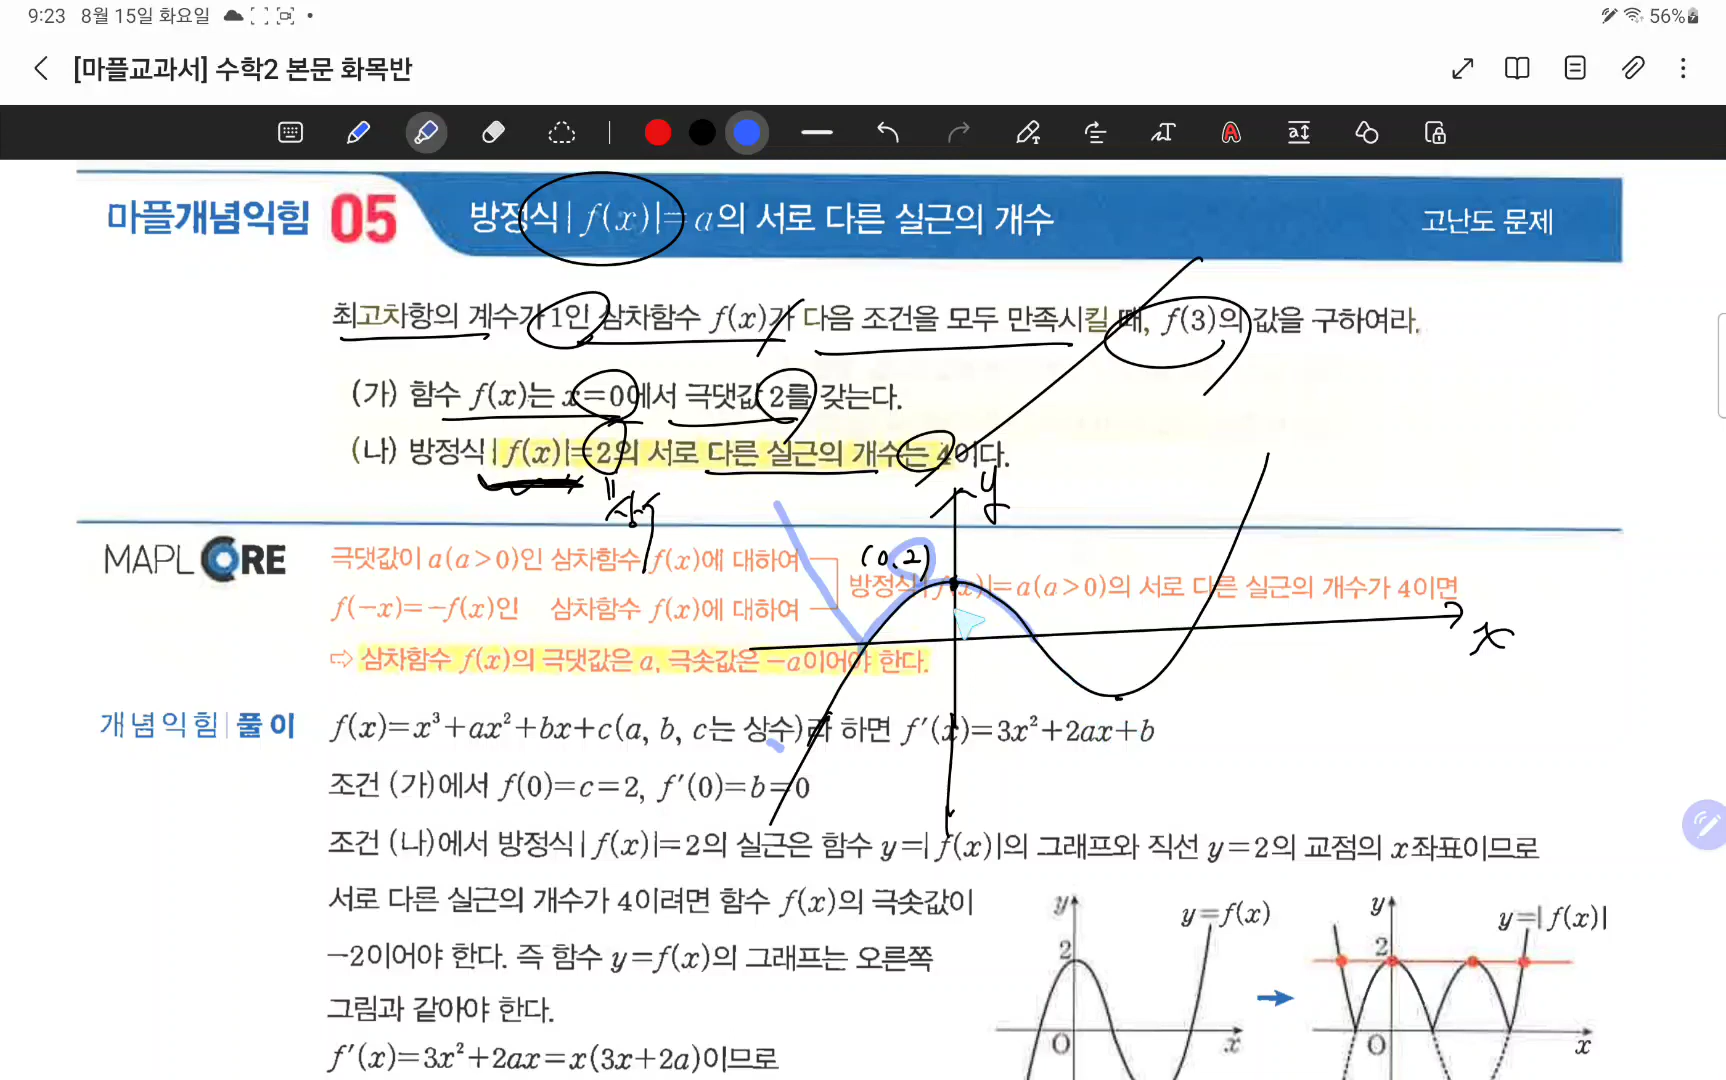 9:23 8월 15일 화요일
56%
[마플교과서] 수학2 본문 화목반
마플개념익힘 05 방정식 | f(x)|=a의 서로 다른 실근의 개수 고난도 문제
최고차항의 계수가 1인 삼차함수 f(x)가 다음 조건을 모두 만족시킬 때, f(3)의 값을 구하여라.
(가) 함수 f(x)는 x=0에서 극댓값 2를 갖는다.
(나) 방정식 | f(x)|=2의 서로 다른 실근의 개수는 4이다.
y
MAPL CORE
극댓값이 a(a>0)인 삼차함수 f(x)에 대하여
(0,2)
방정식| f(x)|=a(a>0)의 서로 다른 실근의 개수가 4이면
f(-x)=-f(x)인 삼차함수 f(x)에 대하여
x
⇨ 삼차함수 f(x)의 극댓값은 a, 극솟값은 -a이어야 한다.
개념익힘 | 풀이 f(x)=x³+ax²+bx+c(a, b, c는 상수)라 하면 f′(x)=3x²+2ax+b
조건 (가)에서 f(0)=c=2, f′(0)=b=0
조건 (나)에서 방정식| f(x)|=2의 실근은 함수 y=| f(x)|의 그래프와 직선 y=2의 교점의 x좌표이므로
서로 다른 실근의 개수가 4이려면 함수 f(x)의 극솟값이
-2이어야 한다. 즉 함수 y=f(x)의 그래프는 오른쪽
그림과 같아야 한다.
f′(x)=3x²+2ax=x(3x+2a)이므로
y y=f(x)
2
O x
y y=| f(x)|
2
O x